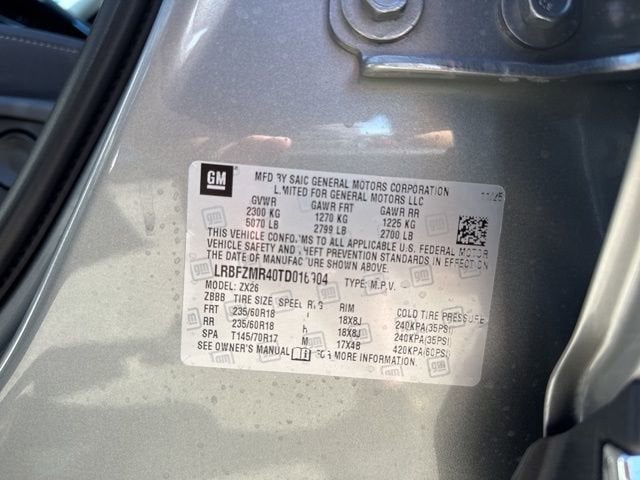 GM
MFD BY SAIC GENERAL MOTORS CORPORATION
LIMITED FOR GENERAL MOTORS LLC
11/25
GVWR GAWR FRT GAWR RR
2300 KG 1270 KG 1225 KG
5070 LB 2799 LB 2700 LB
THIS VEHICLE CONFORMS TO ALL APPLICABLE U.S. FEDERAL MOTOR
VEHICLE SAFETY AND THEFT PREVENTION STANDARDS IN EFFECT ON
THE DATE OF MANUFACTURE SHOWN ABOVE.
TYPE: M.P.V.
MODEL: ZX26
ZBBB TIRE SIZE SPEED RTG RIM COLD TIRE PRESSURE
FRT 235/60R18 H 18X8J 240KPA(35PSI)
RR 235/60R18 H 18X8J 240KPA(35PSI)
SPA T145/70R17 M 17X4B 420KPA(60PSI)
SEE OWNER'S MANUAL FOR MORE INFORMATION.